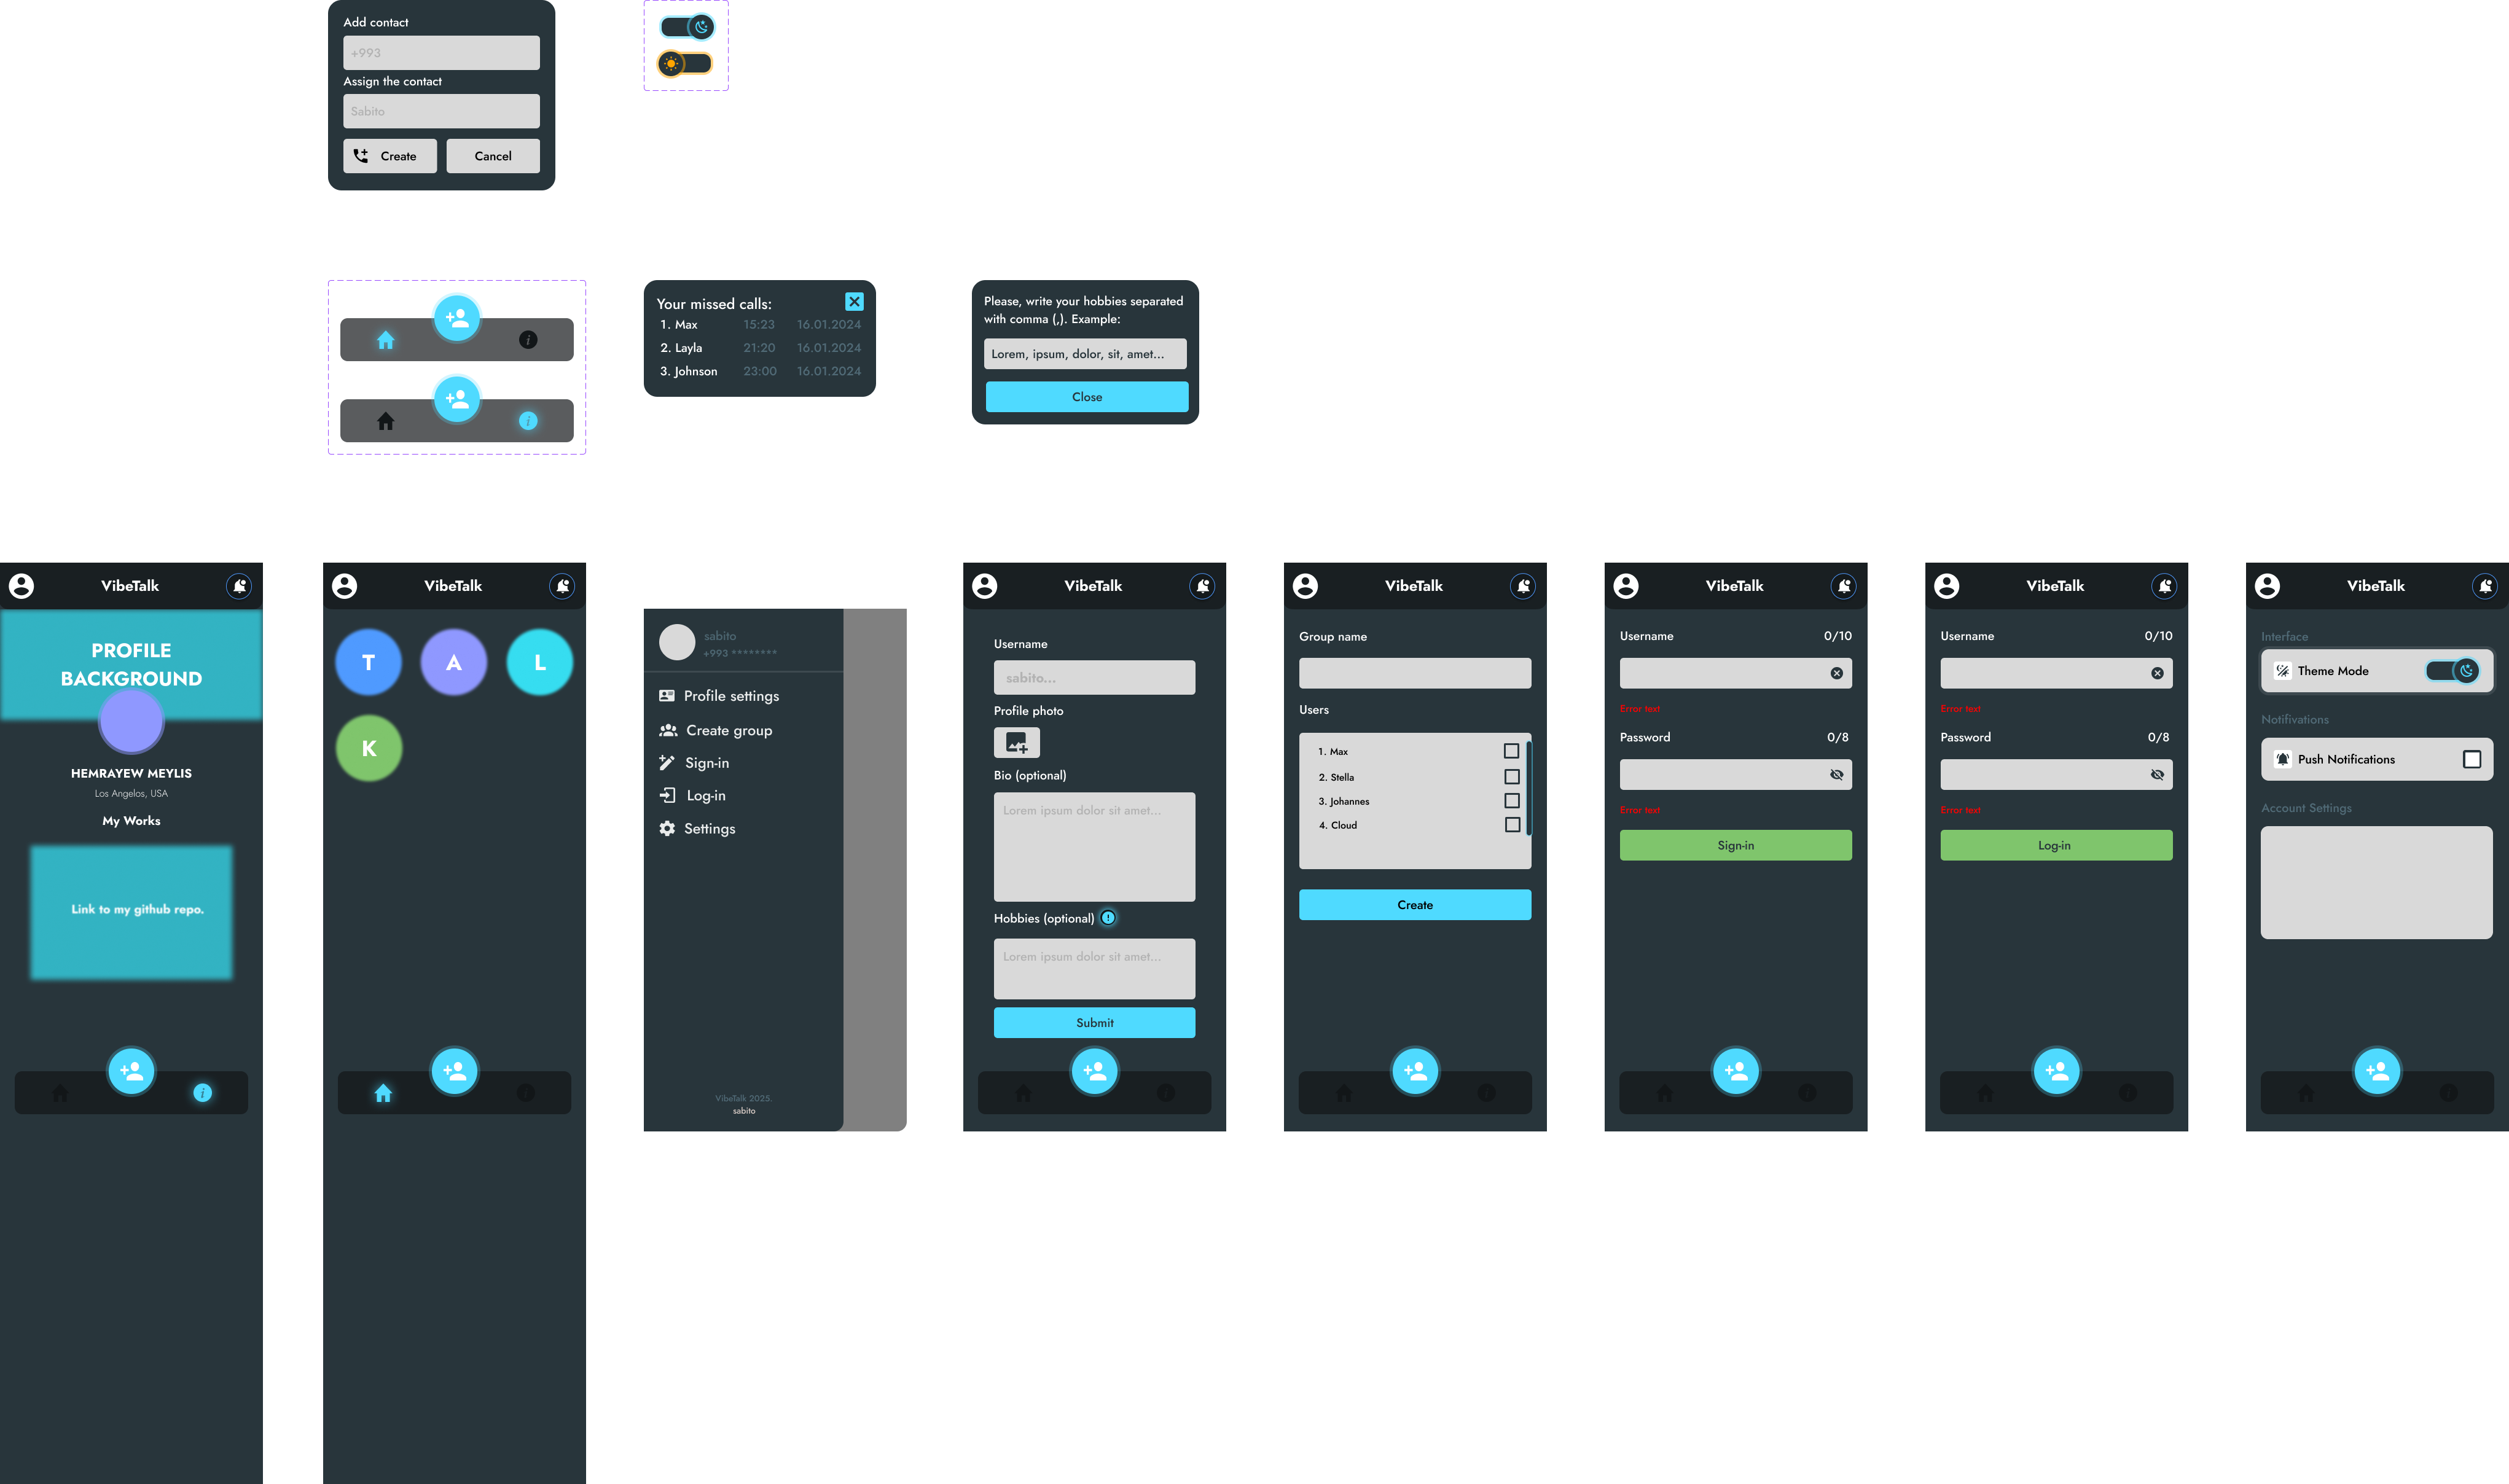 Add contact
+993
Assign the contact
Sabito
Create
Cancel
Your missed calls:
1. Max 15:23 16.01.2024
2. Layla 21:20 16.01.2024
3. Johnson 23:00 16.01.2024
Please, write your hobbies separated
with comma (,). Example:
Lorem, ipsum, dolor, sit, amet...
Close
VibeTalk
PROFILE
BACKGROUND
HEMRAYEW MEYLIS
Los Angelos, USA
My Works
Link to my github repo.
VibeTalk
T
A
L
K
sabito
+993 ********
Profile settings
Create group
Sign-in
Log-in
Settings
VibeTalk 2025.
sabito
VibeTalk
Username
sabito...
Profile photo
Bio (optional)
Lorem ipsum dolor sit amet...
Hobbies (optional)
Lorem ipsum dolor sit amet...
Submit
VibeTalk
Group name
Users
1. Max
2. Stella
3. Johannes
4. Cloud
Create
VibeTalk
Username 0/10
Error text
Password 0/8
Error text
Sign-in
VibeTalk
Username 0/10
Error text
Password 0/8
Error text
Log-in
VibeTalk
Interface
Theme Mode
Notifivations
Push Notifications
Account Settings